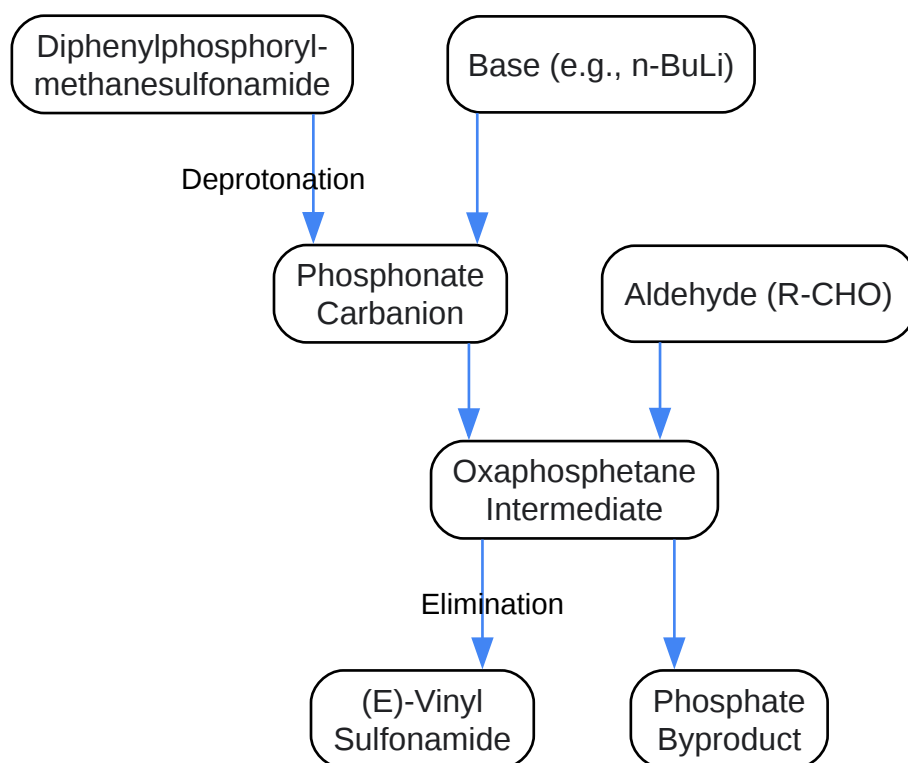 Diphenylphosphoryl-
methanesulfonamide
Base (e.g., n-BuLi)
Deprotonation
Phosphonate
Carbanion
Aldehyde (R-CHO)
Oxaphosphetane
Intermediate
Elimination
(E)-Vinyl
Sulfonamide
Phosphate
Byproduct